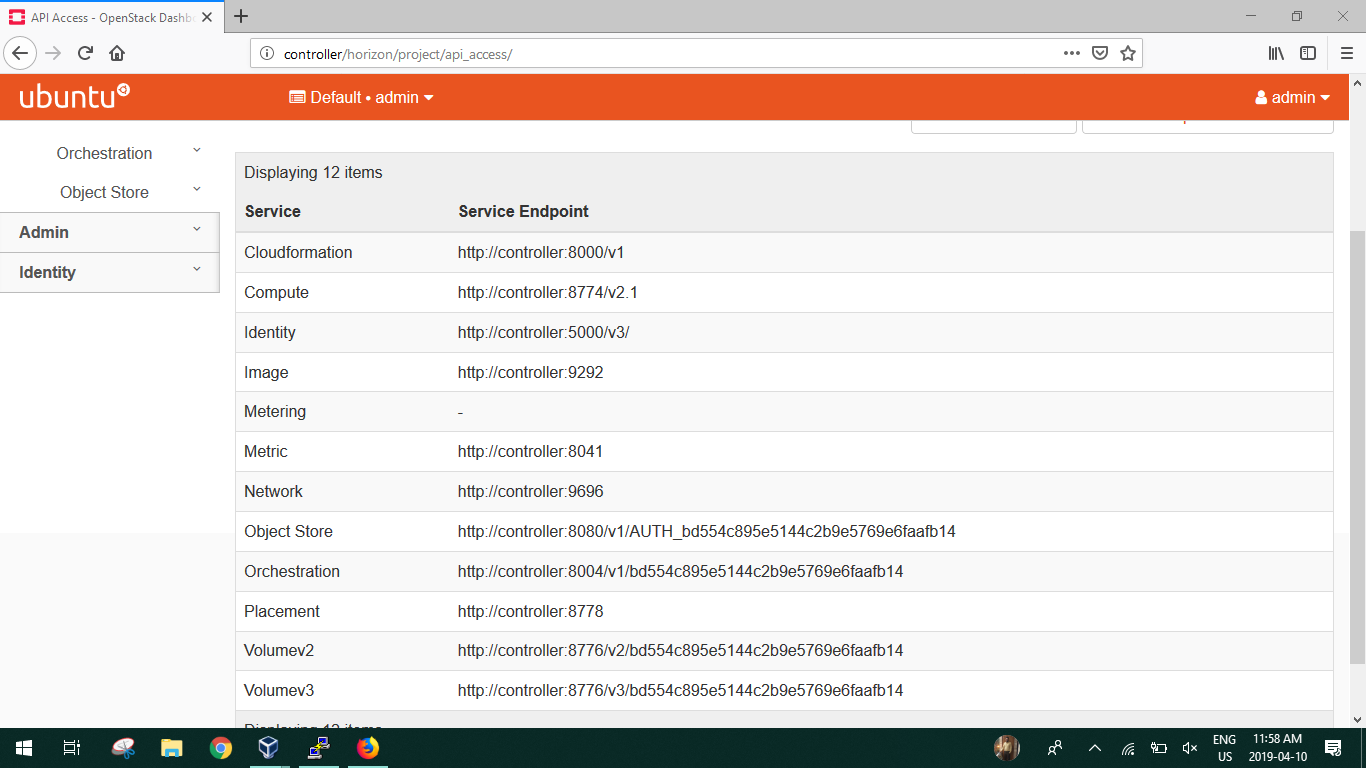 API Access - OpenStack Dashb
controller/horizon/project/api_access/
ubuntu
Default • admin
admin
Orchestration
Object Store
Admin
Identity
Displaying 12 items
Service Service Endpoint
Cloudformation http://controller:8000/v1
Compute http://controller:8774/v2.1
Identity http://controller:5000/v3/
Image http://controller:9292
Metering -
Metric http://controller:8041
Network http://controller:9696
Object Store http://controller:8080/v1/AUTH_bd554c895e5144c2b9e5769e6faafb14
Orchestration http://controller:8004/v1/bd554c895e5144c2b9e5769e6faafb14
Placement http://controller:8778
Volumev2 http://controller:8776/v2/bd554c895e5144c2b9e5769e6faafb14
Volumev3 http://controller:8776/v3/bd554c895e5144c2b9e5769e6faafb14
Displaying 12 items
ENG 11:58 AM
US 2019-04-10